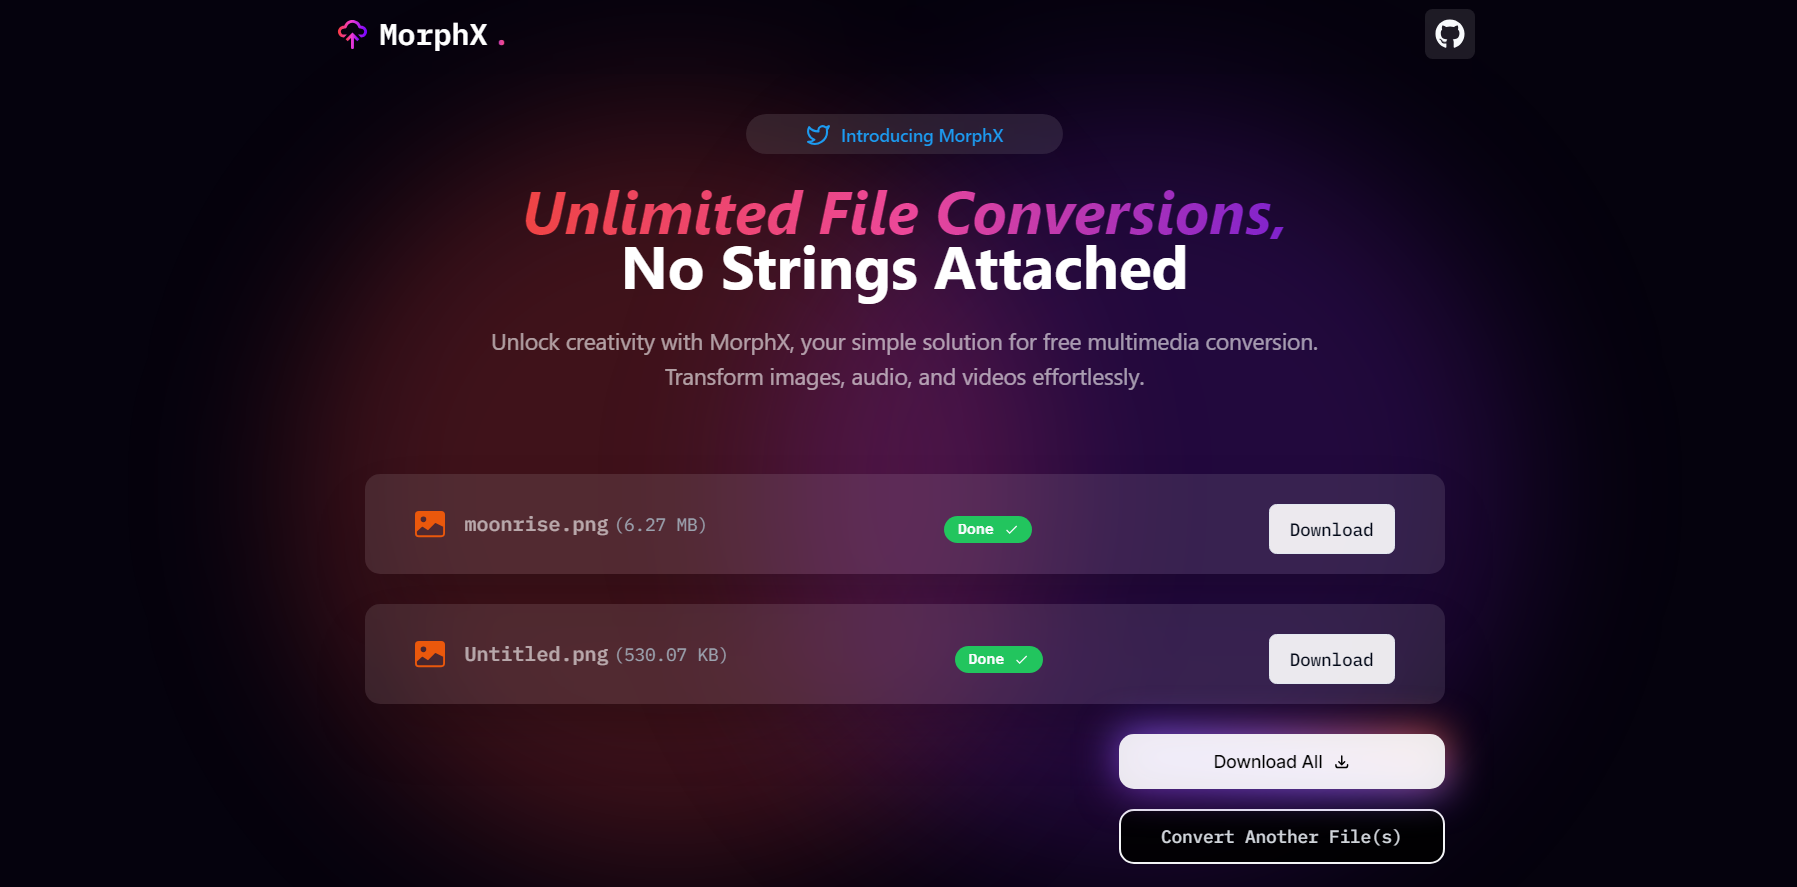 MorphX .
Introducing MorphX
Unlimited File Conversions,
No Strings Attached
Unlock creativity with MorphX, your simple solution for free multimedia conversion.
Transform images, audio, and videos effortlessly.
moonrise.png (6.27 MB) Done Download
Untitled.png (530.07 KB) Done Download
Download All
Convert Another File(s)